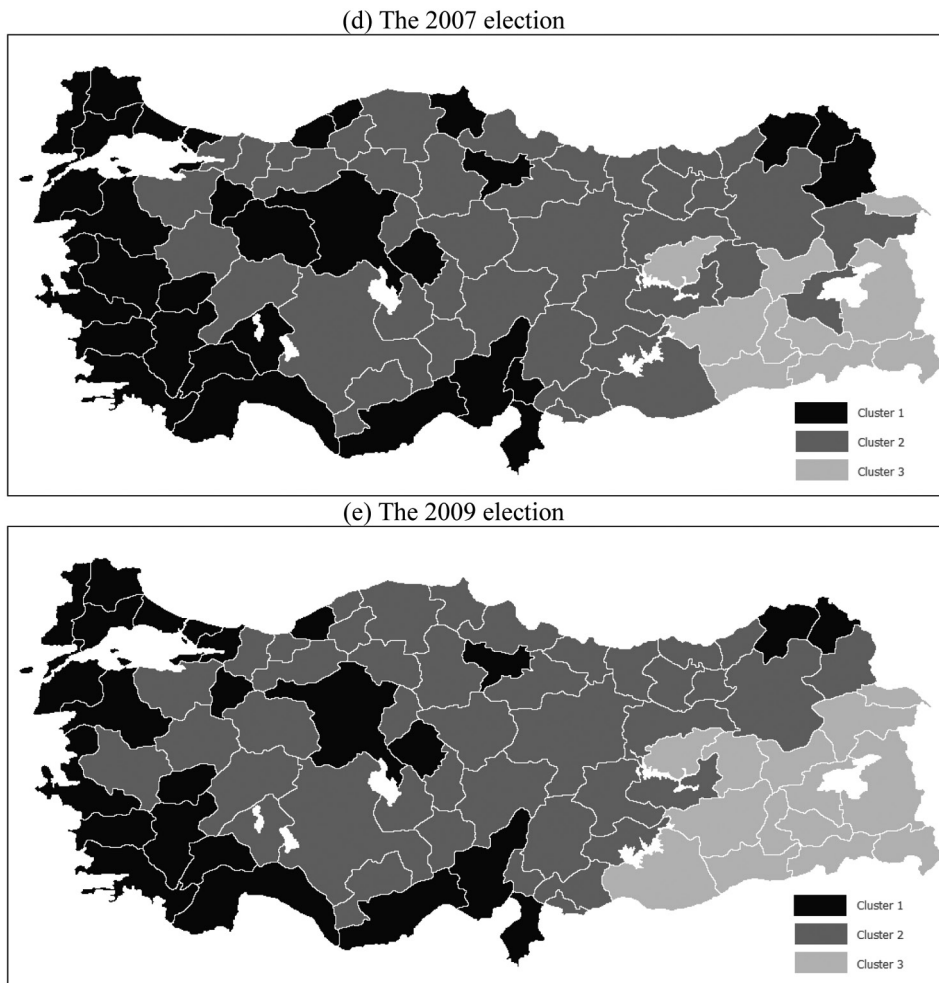 (d) The 2007 election
Cluster 1
Cluster 2
Cluster 3
(e) The 2009 election
Cluster 1
Cluster 2
Cluster 3